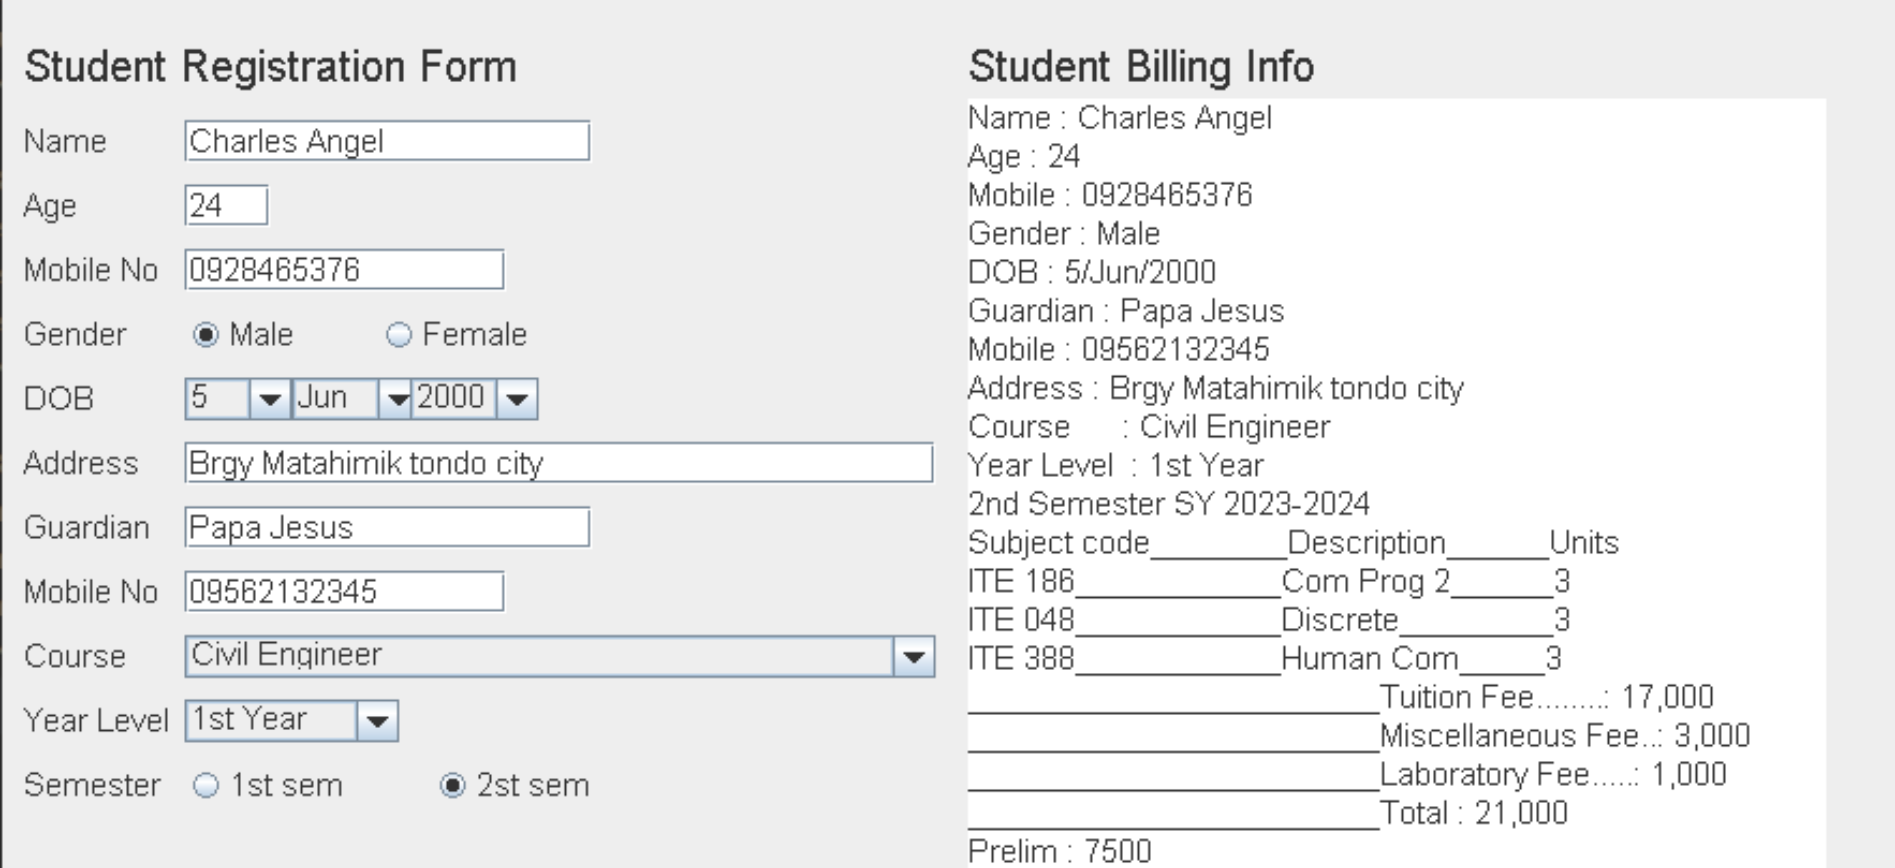 Student Registration Form
Name Charles Angel
Age 24
Mobile No 0928465376
Gender Male Female
DOB 5 Jun 2000
Address Brgy Matahimik tondo city
Guardian Papa Jesus
Mobile No 09562132345
Course Civil Engineer
Year Level 1st Year
Semester 1st sem 2st sem
Student Billing Info
Name : Charles Angel
Age : 24
Mobile : 0928465376
Gender : Male
DOB : 5/Jun/2000
Guardian : Papa Jesus
Mobile : 09562132345
Address : Brgy Matahimik tondo city
Course : Civil Engineer
Year Level : 1st Year
2nd Semester SY 2023-2024
Subject code________Description______Units
ITE 186____________Com Prog 2______3
ITE 048____________Discrete_________3
ITE 388____________Human Com_____3
________________________Tuition Fee........: 17,000
________________________Miscellaneous Fee..: 3,000
________________________Laboratory Fee.....: 1,000
________________________Total : 21,000
Prelim : 7500